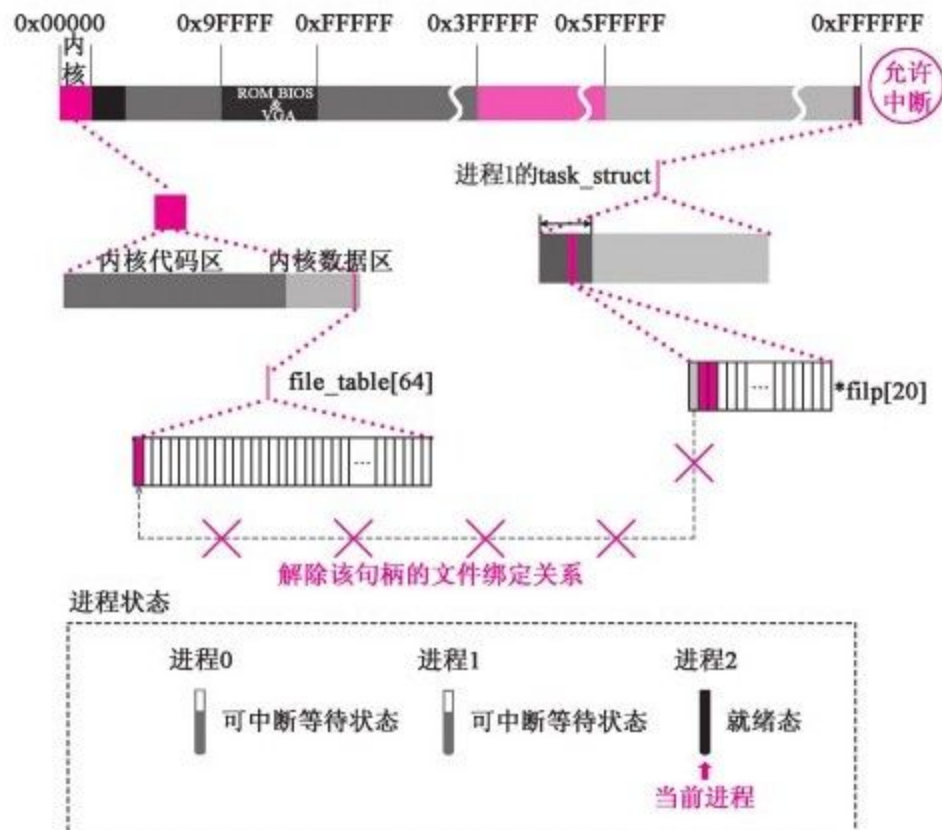 0x00000 0x9FFFF 0xFFFFF 0x3FFFFF 0x5FFFFF 0xFFFFFF
内核
ROM BIOS
&
VGA
允许
中断
进程1的task_struct
内核代码区 内核数据区
file_table[64]
*filp[20]
解除该句柄的文件绑定关系
进程状态
进程0 进程1 进程2
可中断等待状态 可中断等待状态 就绪态
当前进程